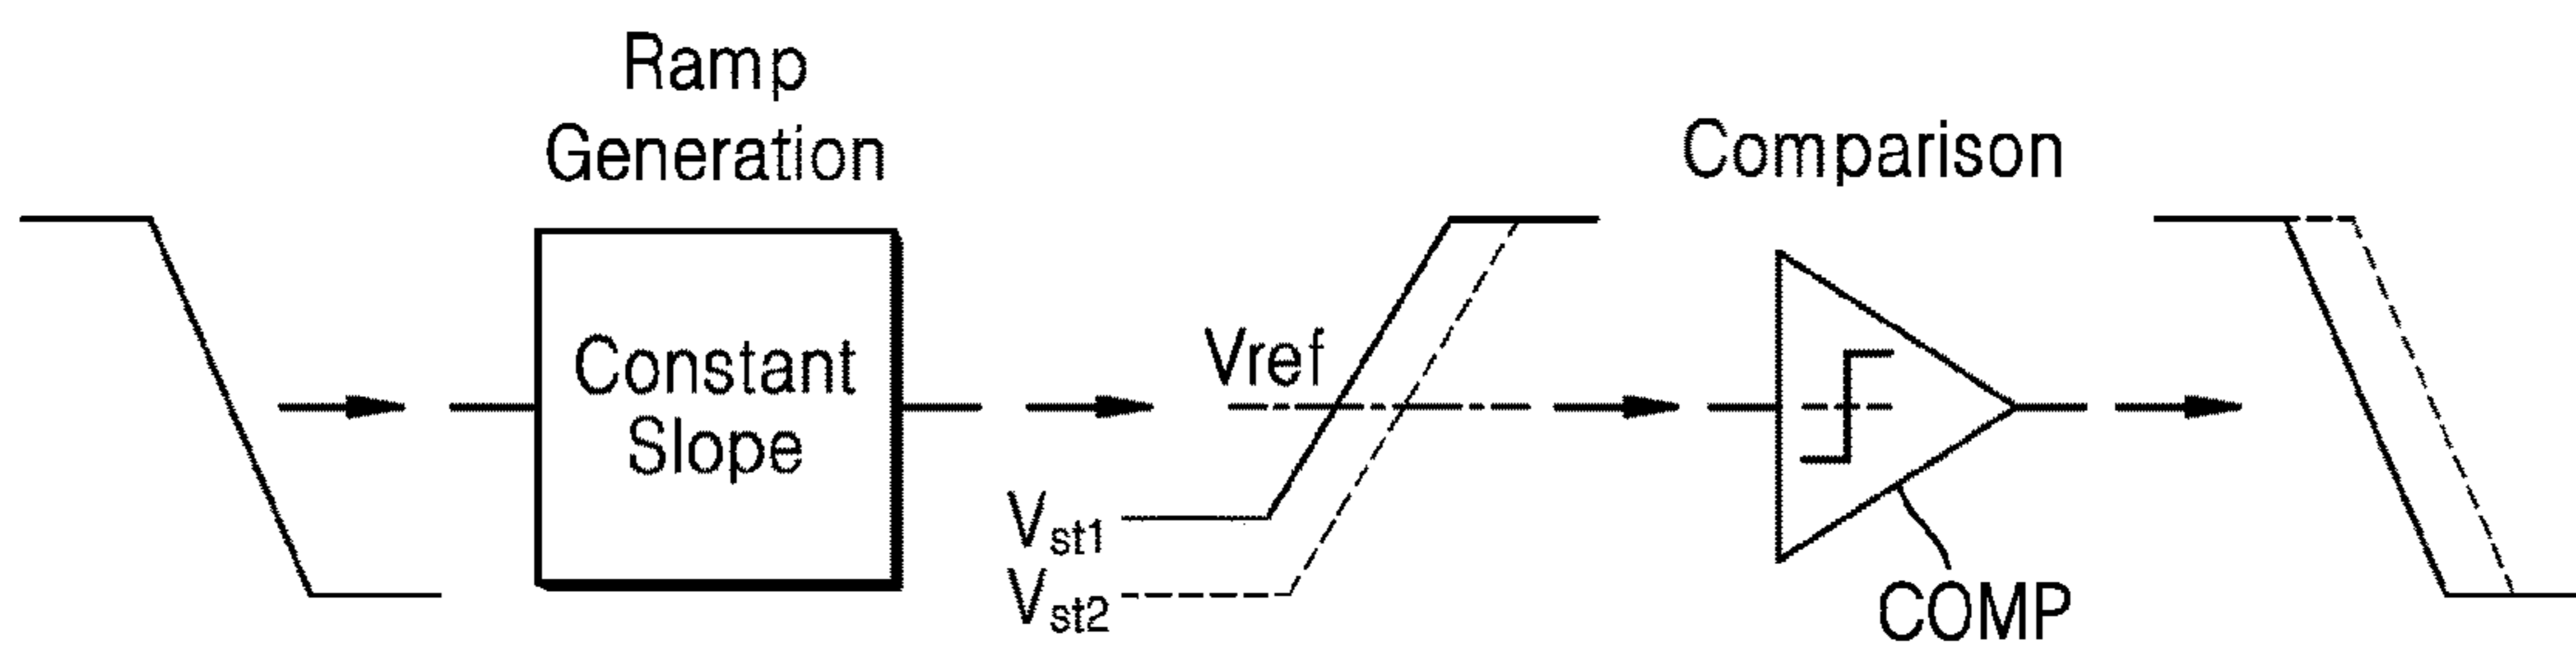 Ramp
Generation
Comparison
Constant
Slope
Vref
Vst1
Vst2
COMP